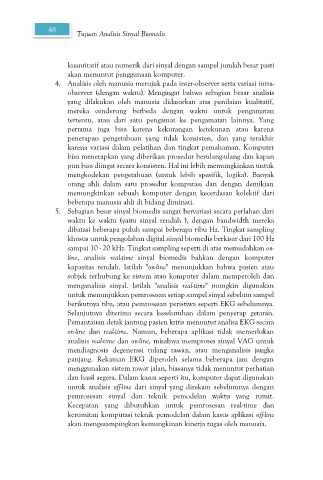 48
Tujuan Analisis Sinyal Biomedis
kuantitatif atau numerik dari sinyal dengan sampel jumlah besar pasti
akan menuntut penggunaan komputer.
4. Analisis oleh manusia merujuk pada inter-observer serta variasi intra-
observer (dengan waktu). Mengingat bahwa sebagian besar analisis
yang dilakukan oleh manusia didasarkan atas penilaian kualitatif,
mereka cenderung berbeda dengan waktu untuk pengamatan
tertentu, atau dari satu pengamat ke pengamatan lainnya. Yang
pertama juga bisa karena kekurangan ketekunan atau karena
penerapan pengetahuan yang tidak konsisten, dan yang terakhir
karena variasi dalam pelatihan dan tingkat pemahaman. Komputer
bisa menerapkan yang diberikan prosedur berulang-ulang dan kapan
pun bisa diingat secara konsisten. Hal ini lebih memungkinkan untuk
mengkodekan pengetahuan (untuk lebih spesifik, logika). Banyak
orang ahli dalam satu prosedur komputasi dan dengan demikian
memungkinkan sebuah komputer dengan kecerdasan kolektif dari
beberapa manusia ahli di bidang diminati.
5. Sebagian besar sinyal biomedis sangat bervariasi secara perlahan dari
waktu ke waktu (yaitu sinyal rendah ), dengan bandwidth mereka
dibatasi beberapa puluh sampai beberapa ribu Hz. Tingkat sampling
khusus untuk pengolahan digital sinyal biomedis berkisar dari 100 Hz
sampai 10 - 20 kHz. Tingkat sampling seperti di atas memudahkan on-
line, analisis real-time sinyal biomedis bahkan dengan komputer
kapasitas rendah. Istilah "on-line" menunjukkan bahwa pasien atau
subjek terhubung ke sistem atau komputer dalam memperoleh dan
menganalisis sinyal. Istilah "analisis real-time" mungkin digunakan
untuk menunjukkan pemrosesan setiap sampel sinyal sebelum sampel
berikutnya tiba, atau pemrosesan peristiwa seperti EKG sebelumnya.
Selanjutnya diterima secara keseluruhan dalam penyerap getaran.
Pemantauan detak jantung pasien kritis menuntut analisa EKG secara
on-line dan real-time. Namun, beberapa aplikasi tidak memerlukan
analisis real-time dan on-line, misalnya memproses sinyal VAG untuk
mendiagnosis degenerasi tulang rawan, atau menganalisis jangka
panjang. Rekaman EKG diperoleh selama beberapa jam dengan
menggunakan sistem rawat jalan, biasanya tidak menuntut perhatian
dan hasil segera. Dalam kasus seperti itu, komputer dapat digunakan
untuk analisis off-line dari sinyal yang direkam sebelumnya dengan
pemrosesan sinyal dan teknik pemodelan waktu yang rumit.
Kecepatan yang dibutuhkan untuk pemrosesan real-time dan
kerumitan komputasi teknik pemodelan dalam kasus aplikasi off-line
akan mengesampingkan kemungkinan kinerja tugas oleh manusia.